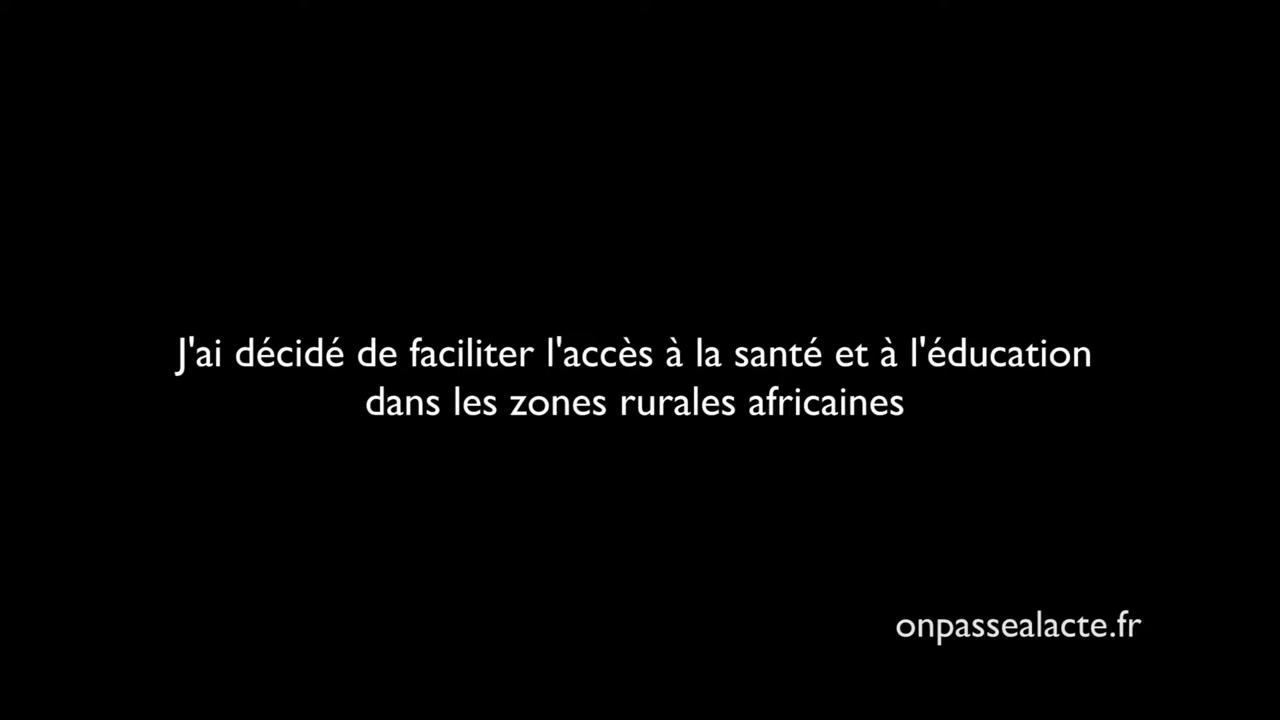 J'ai décidé de faciliter l'accès à la santé et à l'éducation
dans les zones rurales africaines
onpassealacte.fr